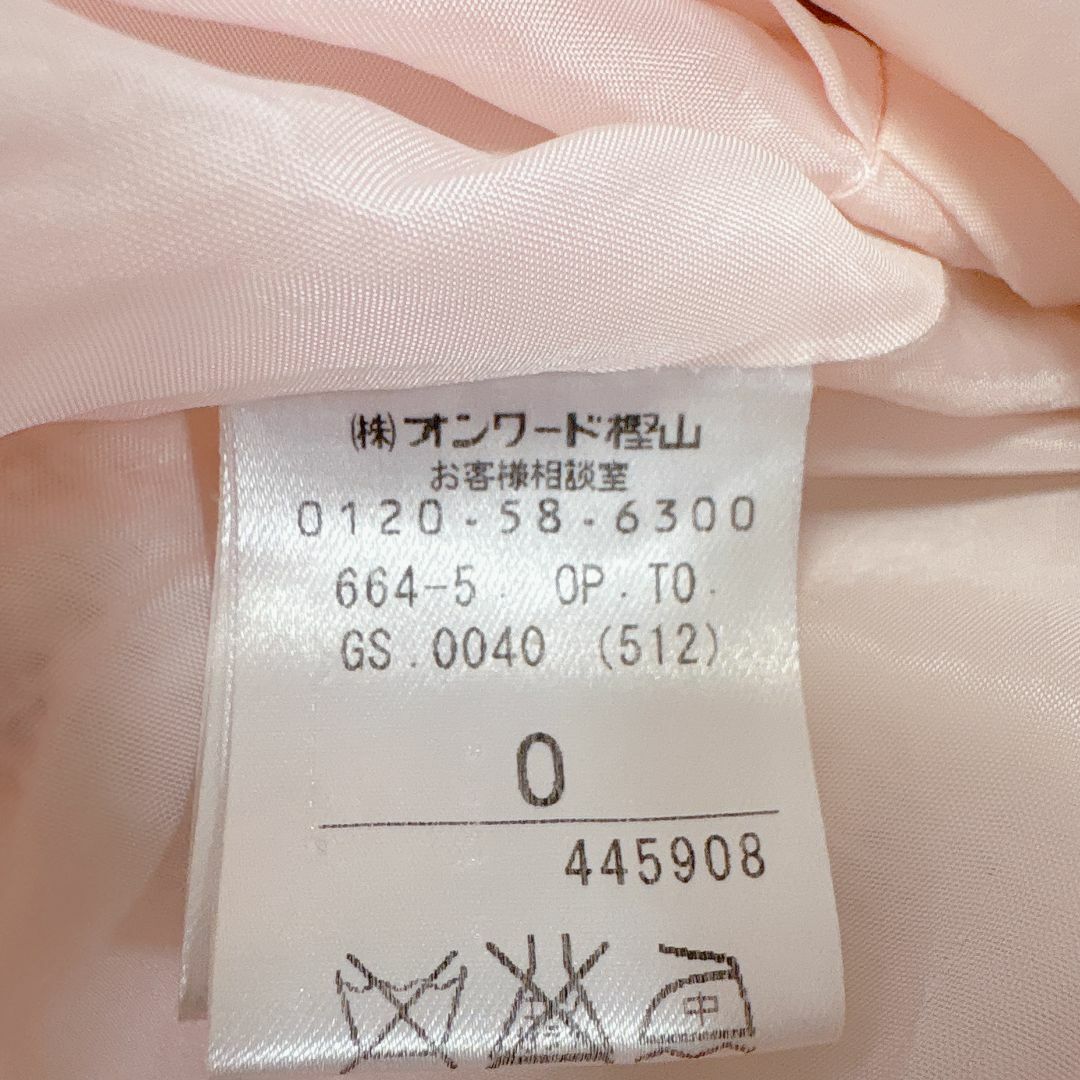 (株)オンワード樫山
お客様相談室
0120-58-6300
664-5. OP.TO.
GS.0040 (512)
0
445908
中